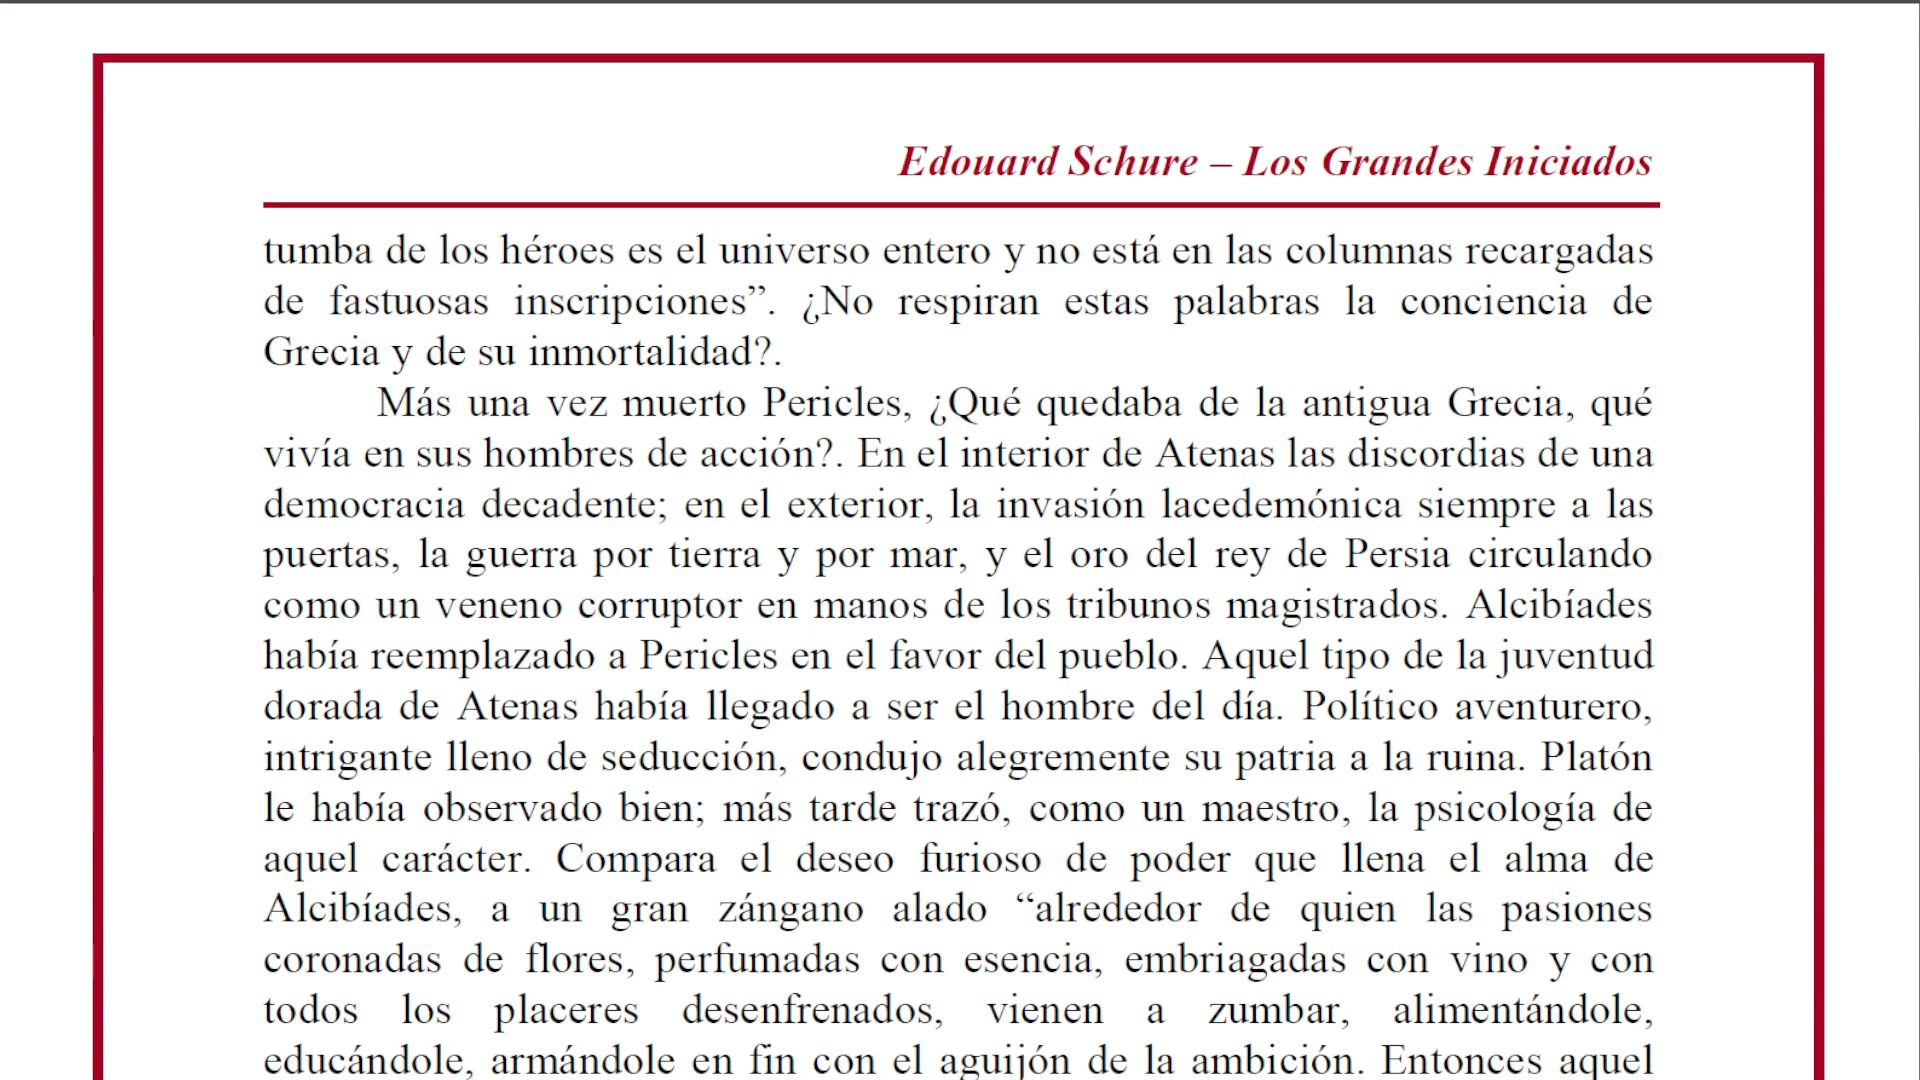 Edouard Schure – Los Grandes Iniciados
tumba de los héroes es el universo entero y no está en las columnas recargadas
de fastuosas inscripciones”. ¿No respiran estas palabras la conciencia de
Grecia y de su inmortalidad?.
Más una vez muerto Pericles, ¿Qué quedaba de la antigua Grecia, qué
vivía en sus hombres de acción?. En el interior de Atenas las discordias de una
democracia decadente; en el exterior, la invasión lacedemónica siempre a las
puertas, la guerra por tierra y por mar, y el oro del rey de Persia circulando
como un veneno corruptor en manos de los tribunos magistrados. Alcibíades
había reemplazado a Pericles en el favor del pueblo. Aquel tipo de la juventud
dorada de Atenas había llegado a ser el hombre del día. Político aventurero,
intrigante lleno de seducción, condujo alegremente su patria a la ruina. Platón
le había observado bien; más tarde trazó, como un maestro, la psicología de
aquel carácter. Compara el deseo furioso de poder que llena el alma de
Alcibíades, a un gran zángano alado “alrededor de quien las pasiones
coronadas de flores, perfumadas con esencia, embriagadas con vino y con
todos los placeres desenfrenados, vienen a zumbar, alimentándole,
educándole, armándole en fin con el aguijón de la ambición. Entonces aquel